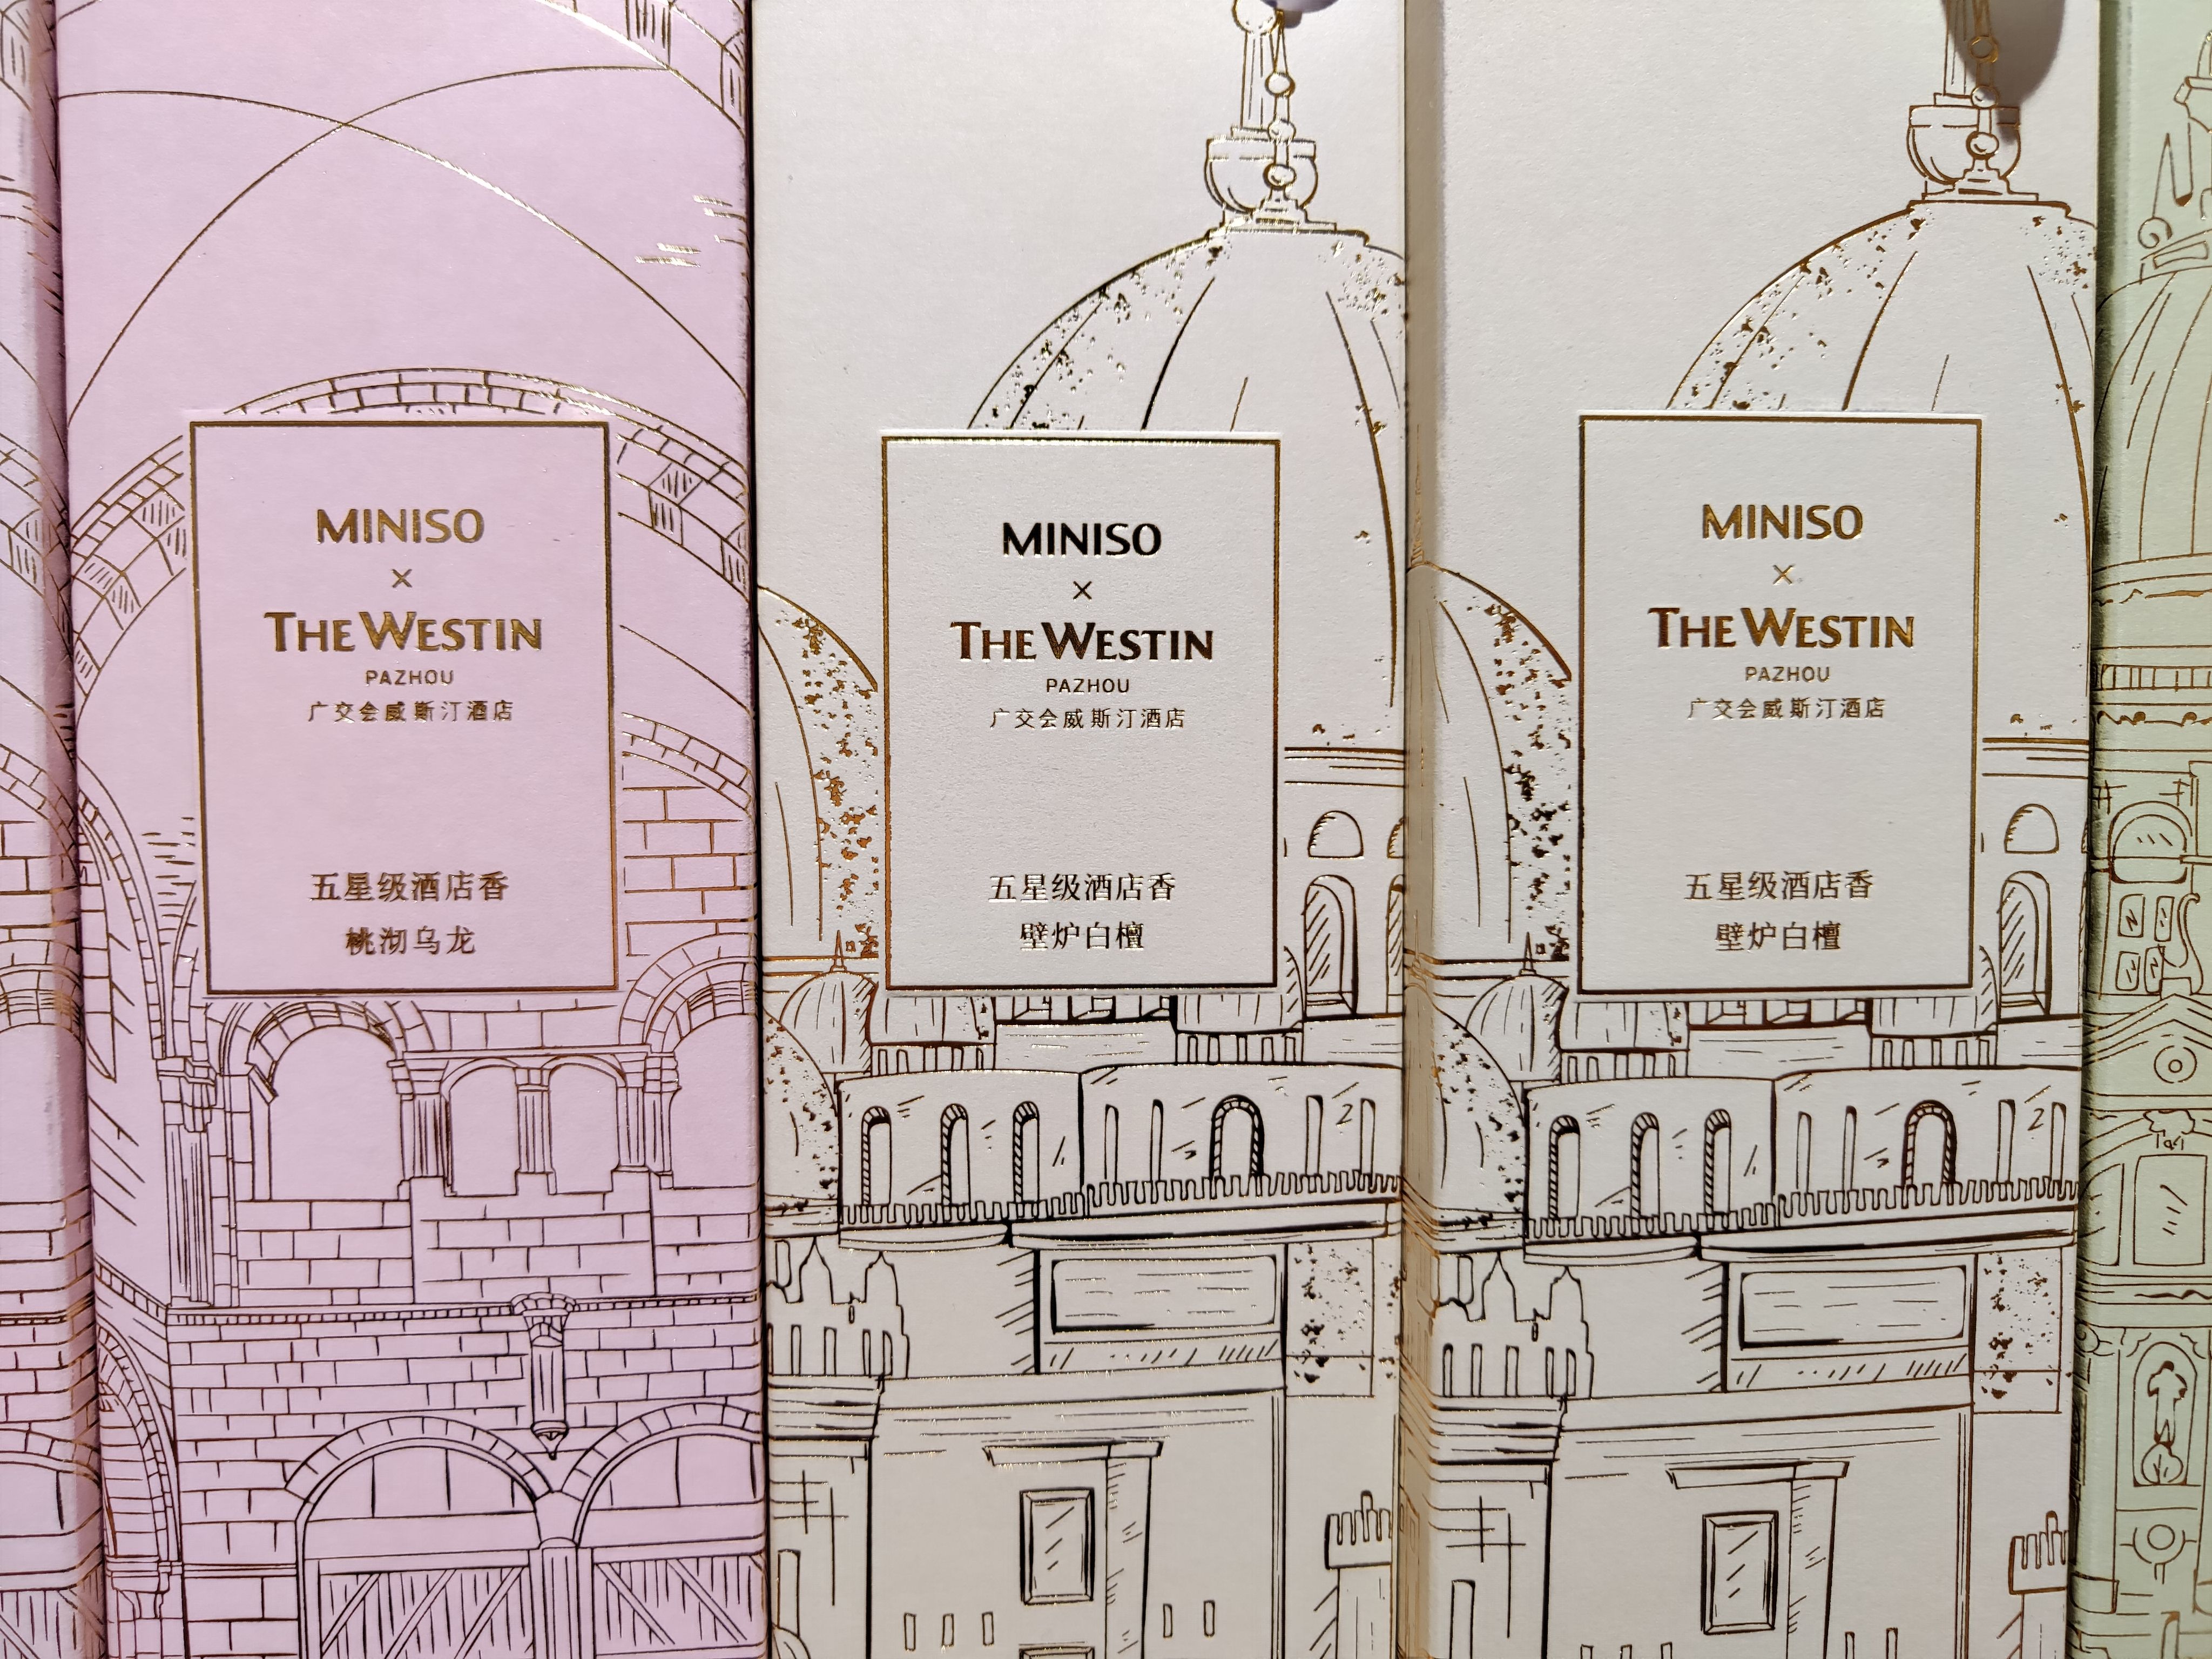 MINISO
×
THE WESTIN
PAZHOU
广交会威斯汀酒店
五星级酒店香
桃沏乌龙
MINISO
×
THE WESTIN
PAZHOU
广交会威斯汀酒店
五星级酒店香
壁炉白檀
MINISO
×
THE WESTIN
PAZHOU
广交会威斯汀酒店
五星级酒店香
壁炉白檀